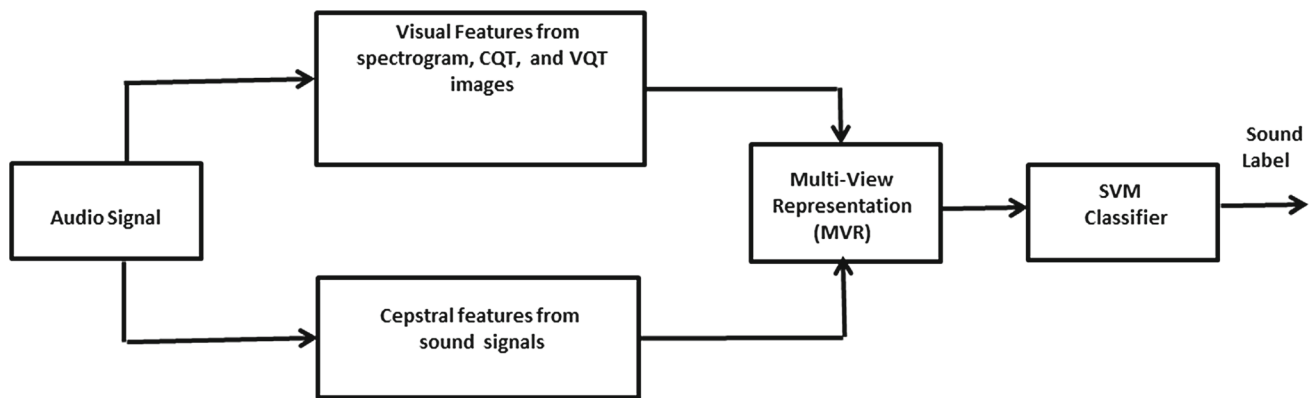 Visual Features from
spectrogram, CQT, and VQT
images
Audio Signal
Cepstral features from
sound signals
Multi-View
Representation
(MVR)
SVM
Classifier
Sound
Label